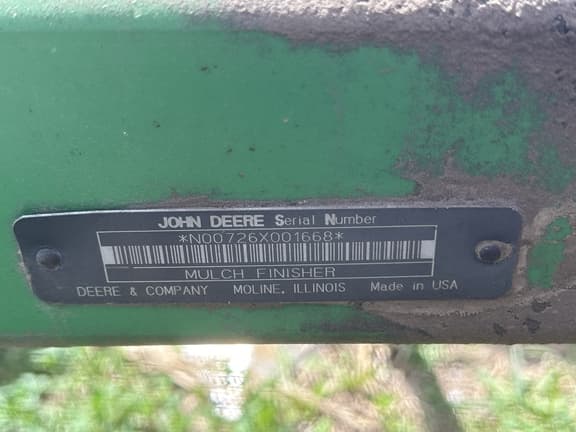 JOHN DEERE Serial Number
*N00726X001668*
MULCH FINISHER
DEERE & COMPANY MOLINE, ILLINOIS Made in USA